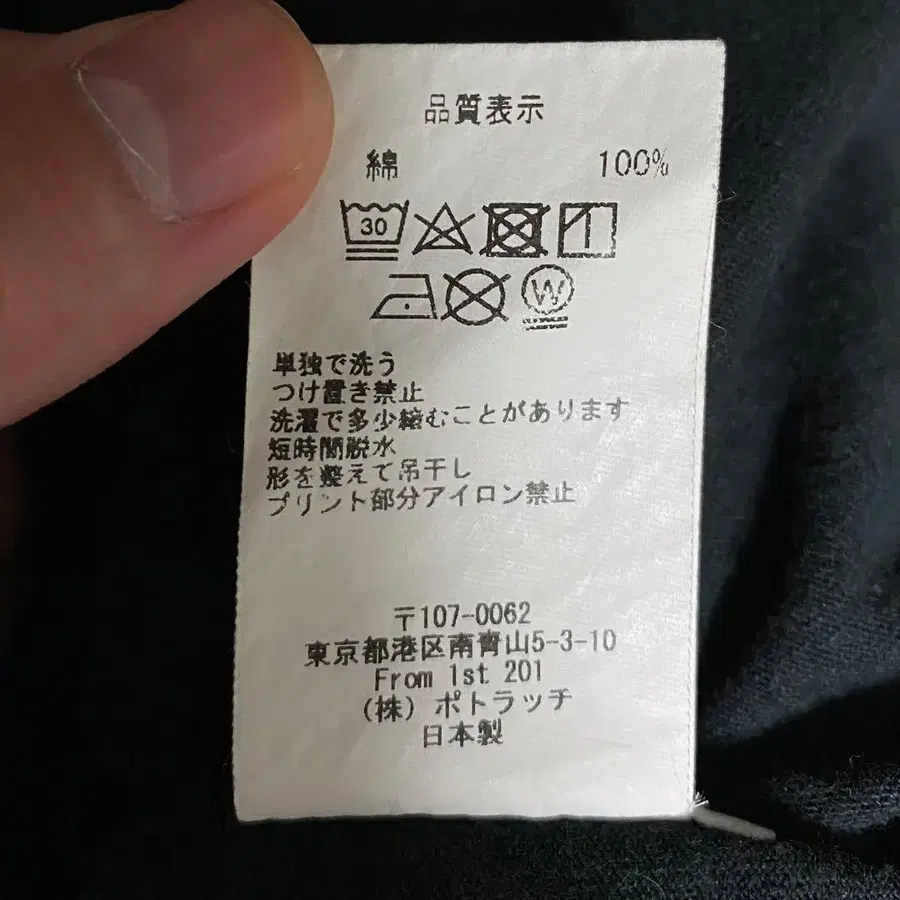 品質表示
綿 100%
30
W
単独で洗う
つけ置き禁止
洗濯で多少縮むことがあります
短時間脱水
形を整えて吊干し
プリント部分アイロン禁止
〒107-0062
東京都港区南青山5-3-10
From 1st 201
(株) ポトラッチ
日本製